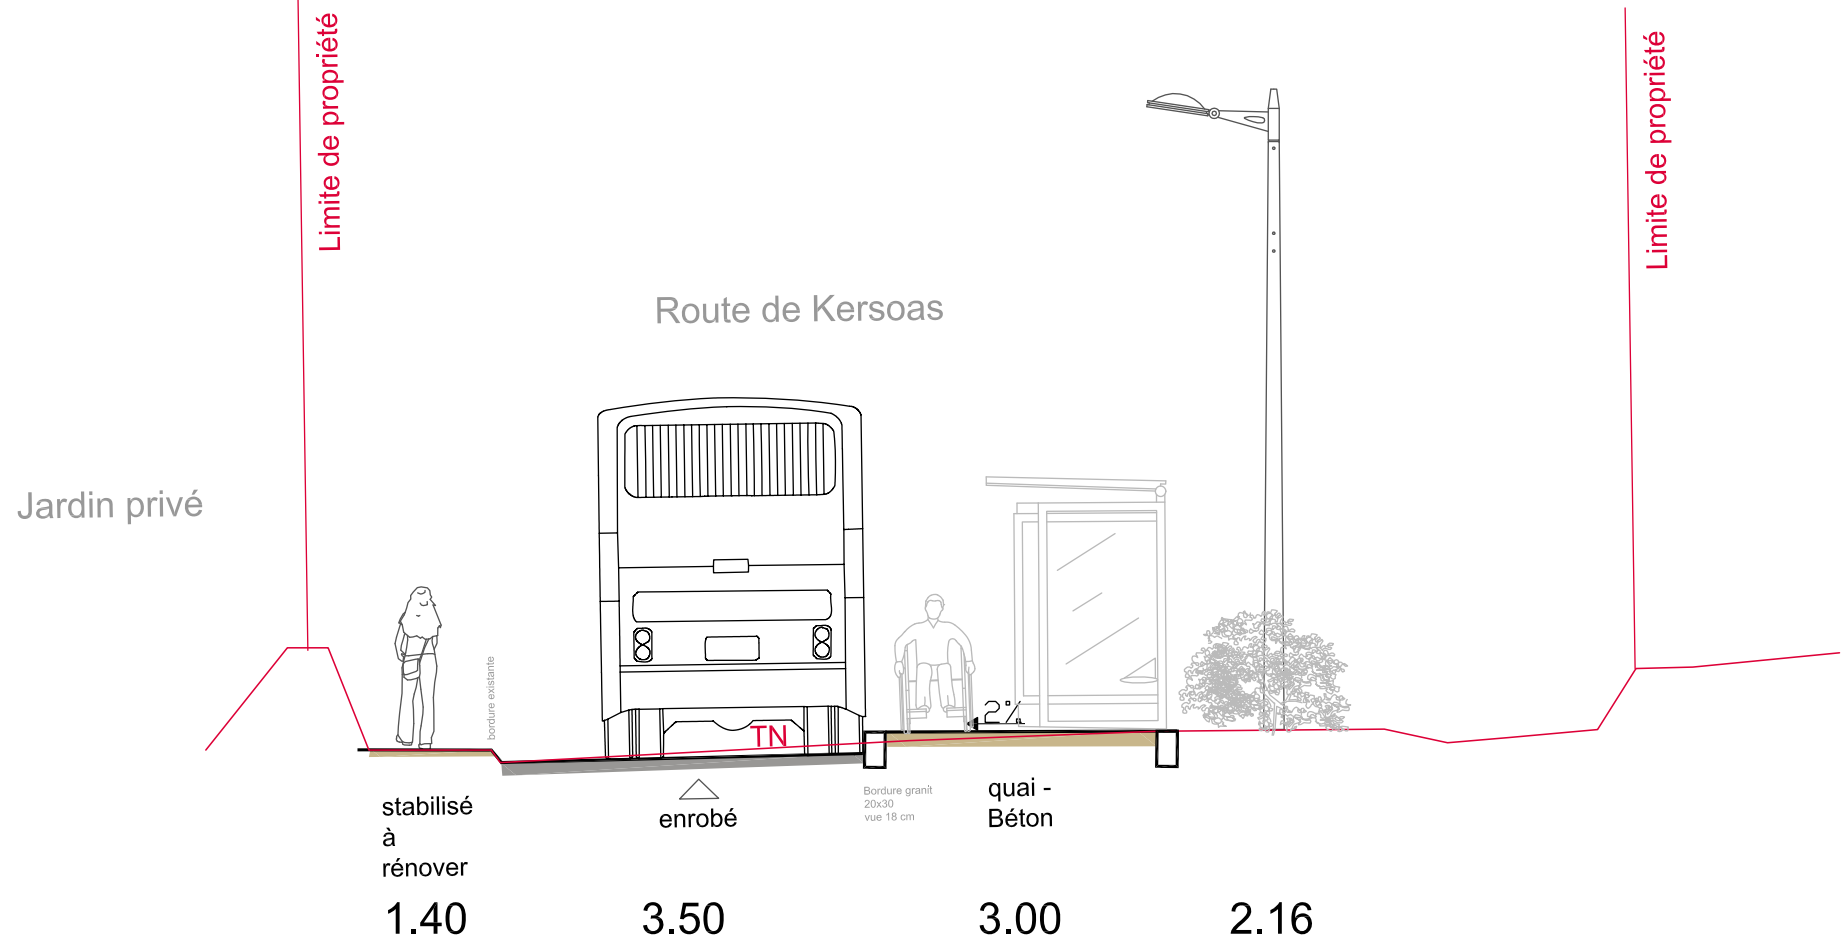 Limite de propriété
Limite de propriété
Route de Kersoas
Jardin privé
bordure existante
2%
TN
stabilisé
à
rénover
enrobé
Bordure granit
20x30
vue 18 cm
quai -
Béton
1.40
3.50
3.00
2.16